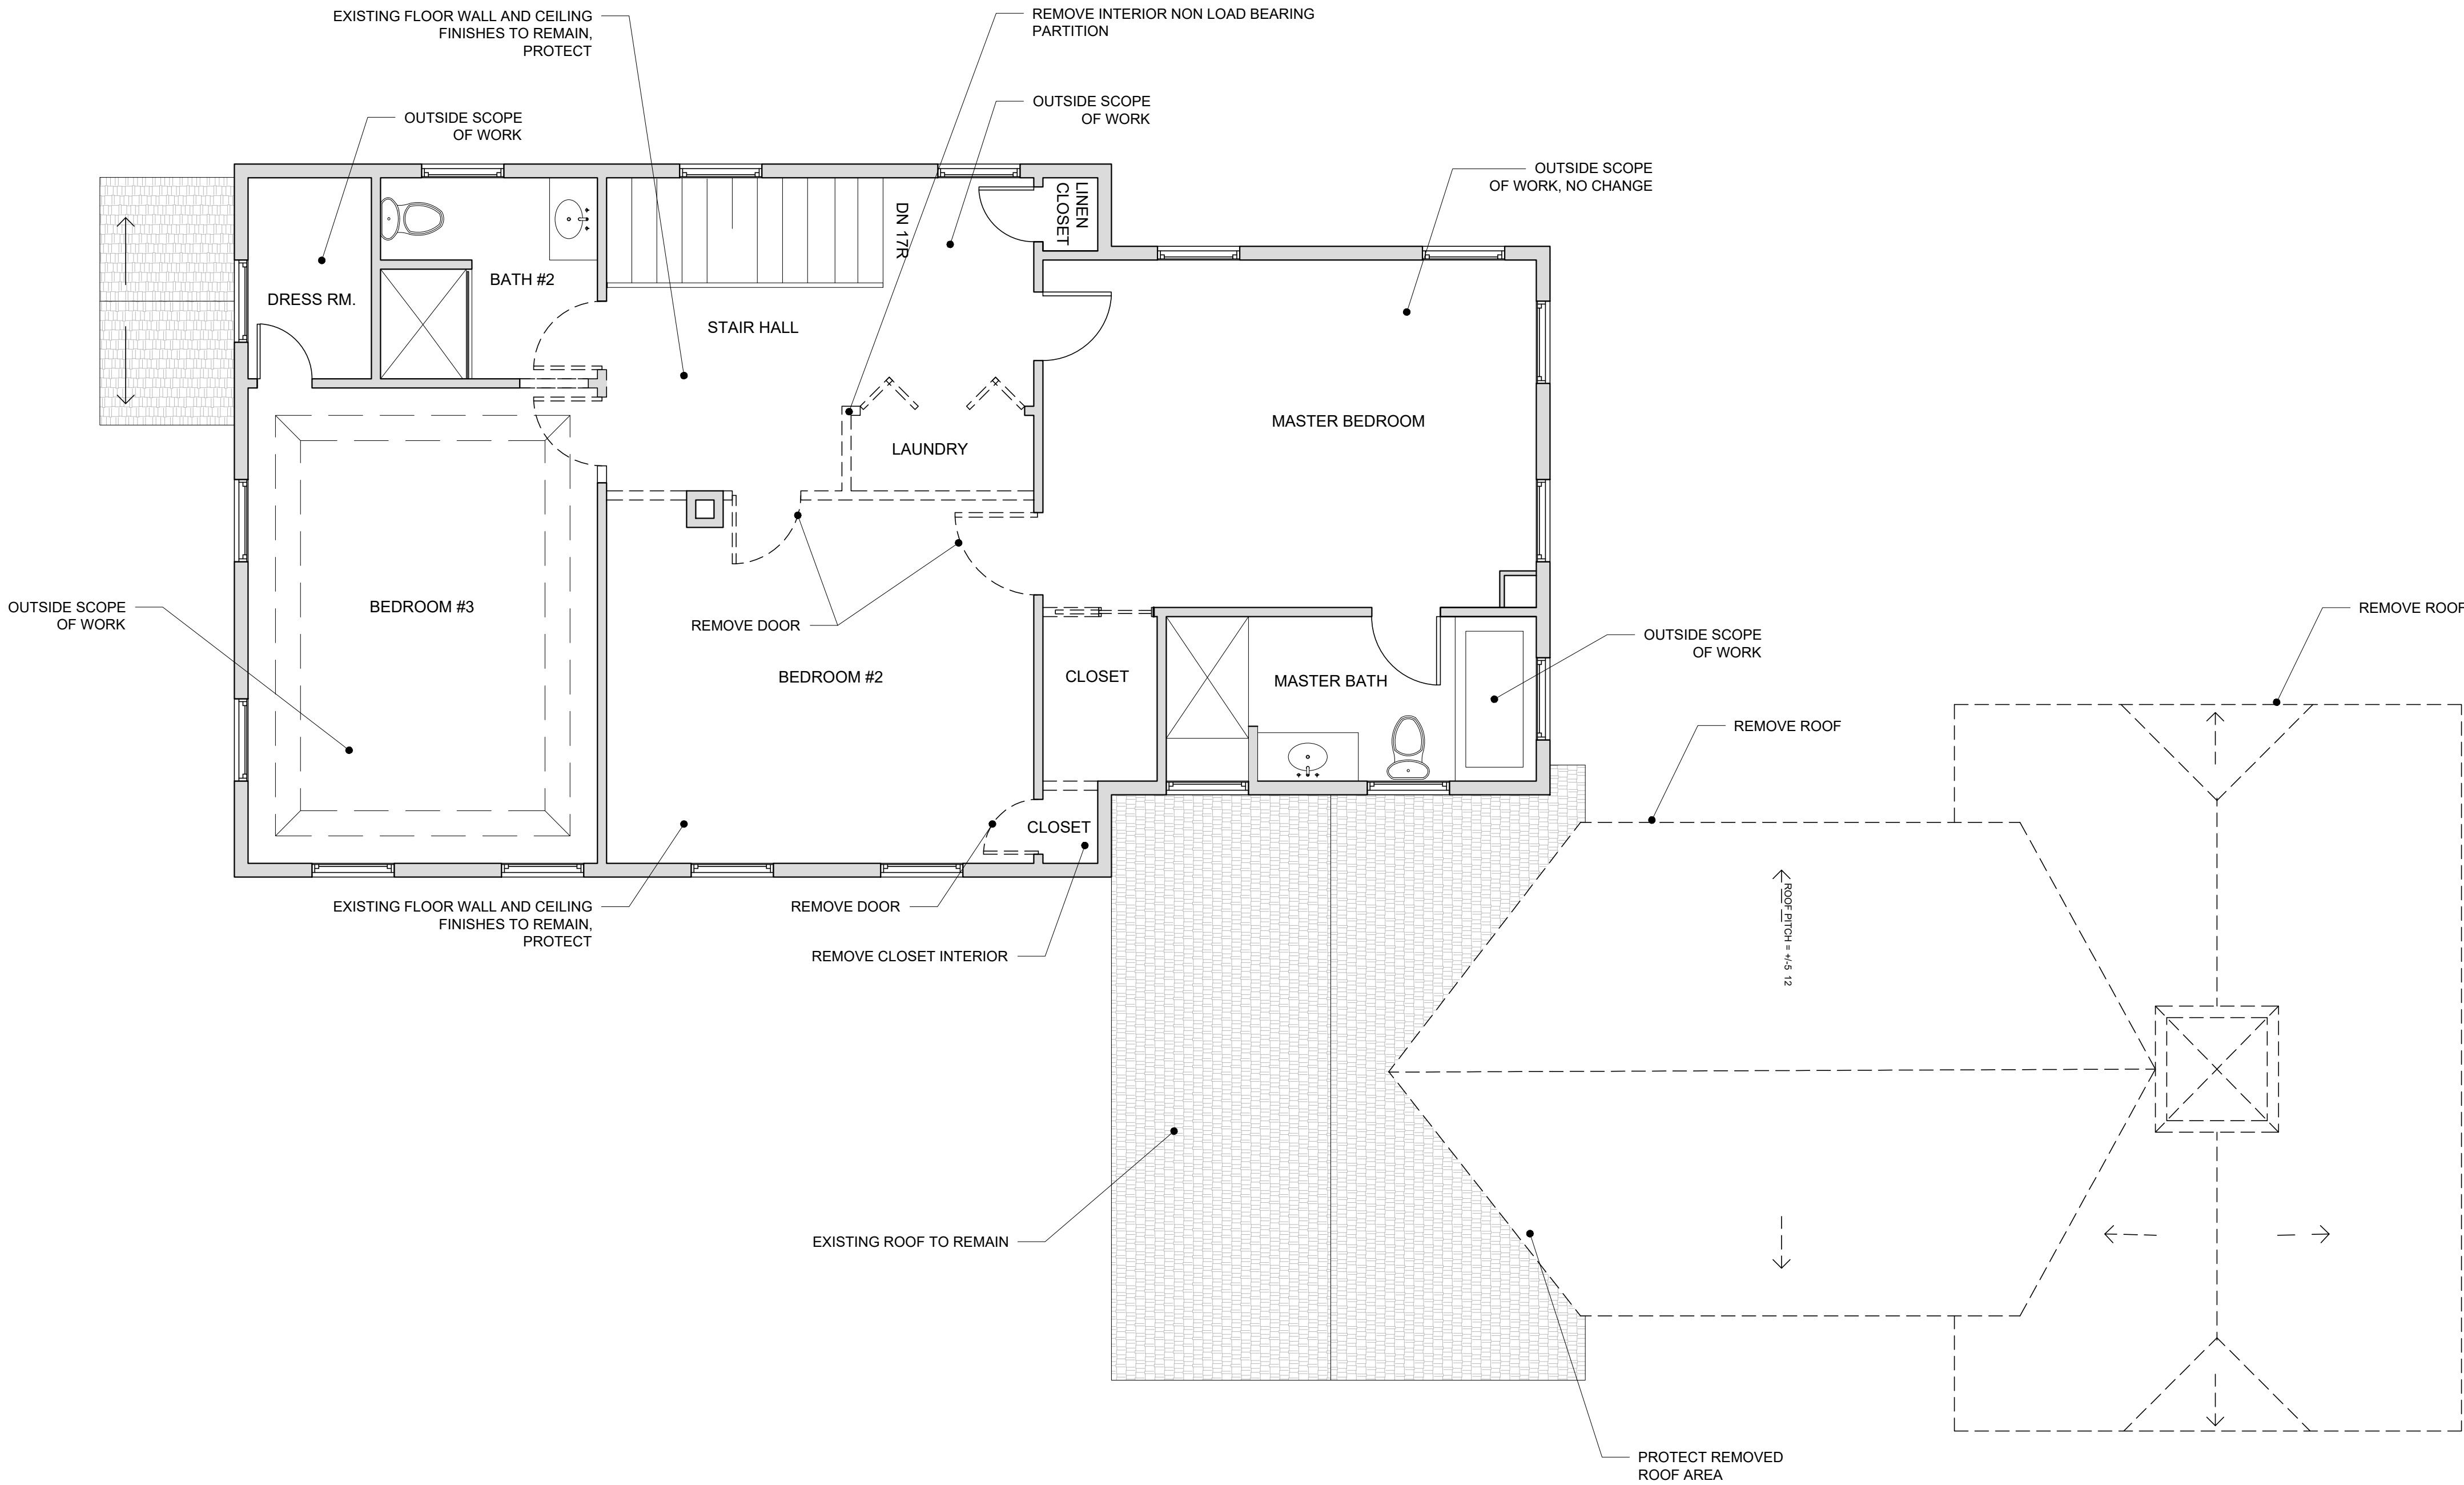 EXISTING FLOOR WALL AND CEILING
FINISHES TO REMAIN,
PROTECT
REMOVE INTERIOR NON LOAD BEARING
PARTITION
OUTSIDE SCOPE
OF WORK
OUTSIDE SCOPE
OF WORK
OUTSIDE SCOPE
OF WORK, NO CHANGE
LINEN
CLOSET
DN 17R
BATH #2
DRESS RM.
STAIR HALL
MASTER BEDROOM
LAUNDRY
OUTSIDE SCOPE
OF WORK
BEDROOM #3
REMOVE DOOR
BEDROOM #2
CLOSET
MASTER BATH
OUTSIDE SCOPE
OF WORK
REMOVE ROOF
REMOVE ROOF
CLOSET
ROOF PITCH = +/-5 12
EXISTING FLOOR WALL AND CEILING
FINISHES TO REMAIN,
PROTECT
REMOVE DOOR
REMOVE CLOSET INTERIOR
EXISTING ROOF TO REMAIN
PROTECT REMOVED
ROOF AREA